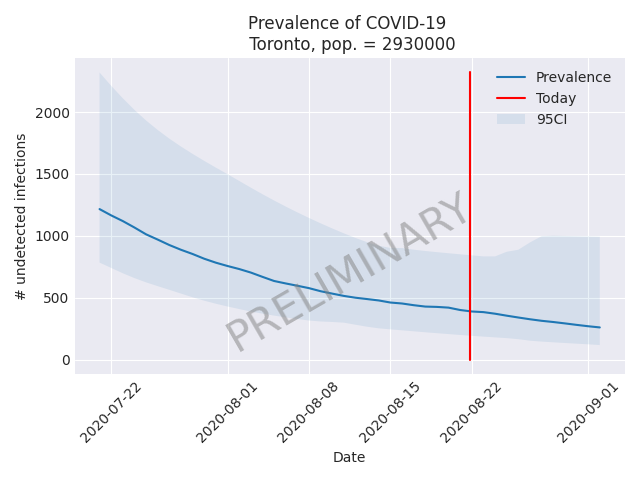 Prevalence of COVID-19
Toronto, pop. = 2930000
Prevalence
Today
95CI
# undetected infections
2000
1500
1000
500
0
PRELIMINARY
2020-07-22
2020-08-01
2020-08-08
2020-08-15
2020-08-22
2020-09-01
Date